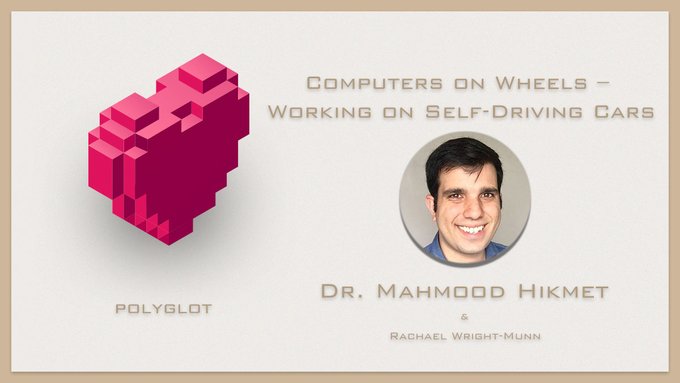 Computers on Wheels –
Working on Self-Driving Cars
POLYGLOT
Dr. Mahmood Hikmet
&
Rachael Wright-Munn